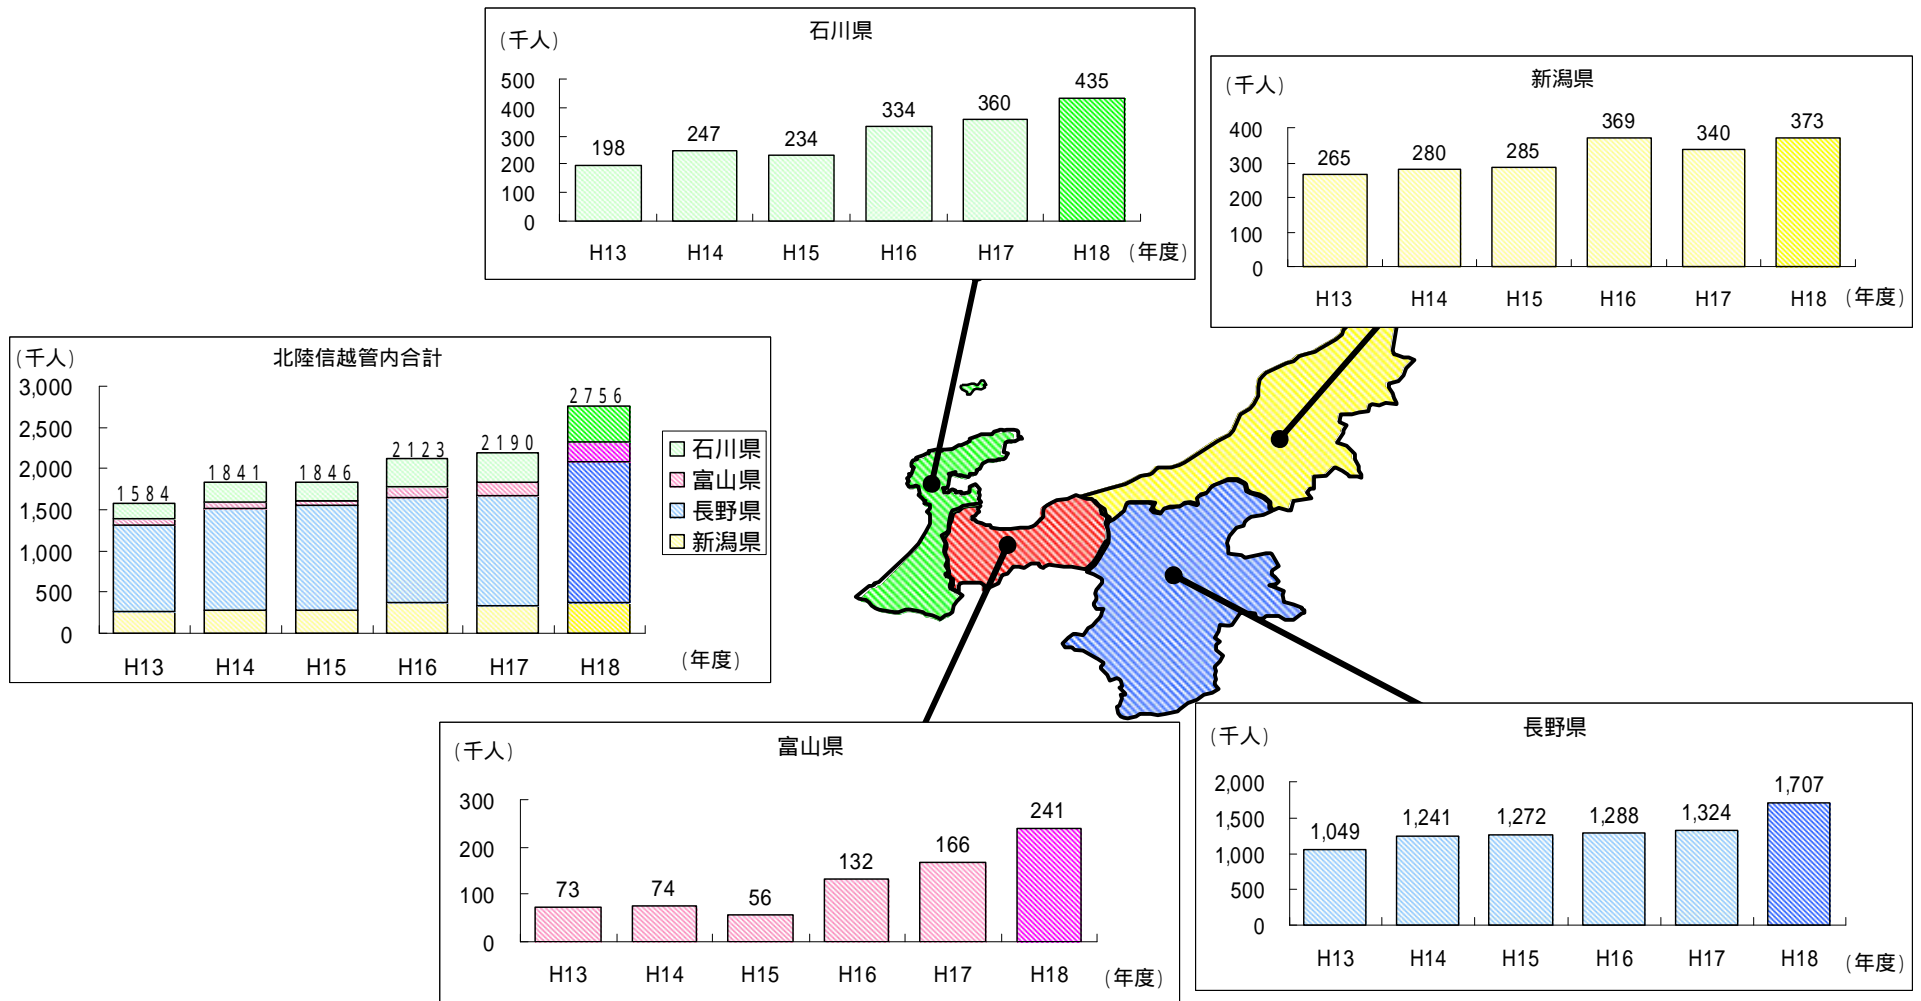 石川県
(千人)
500
400
300
200
100
0
198
247
234
334
360
435
H13
H14
H15
H16
H17
H18
(年度)
新潟県
(千人)
400
300
200
100
0
265
280
285
369
340
373
H13
H14
H15
H16
H17
H18
(年度)
北陸信越管内合計
(千人)
3,000
2,500
2,000
1,500
1,000
500
0
1584
1841
1846
2123
2190
2756
H13
H14
H15
H16
H17
H18
(年度)
石川県
富山県
長野県
新潟県
富山県
(千人)
300
200
100
0
73
74
56
132
166
241
H13
H14
H15
H16
H17
H18
(年度)
長野県
(千人)
2,000
1,500
1,000
500
0
1,049
1,241
1,272
1,288
1,324
1,707
H13
H14
H15
H16
H17
H18
(年度)